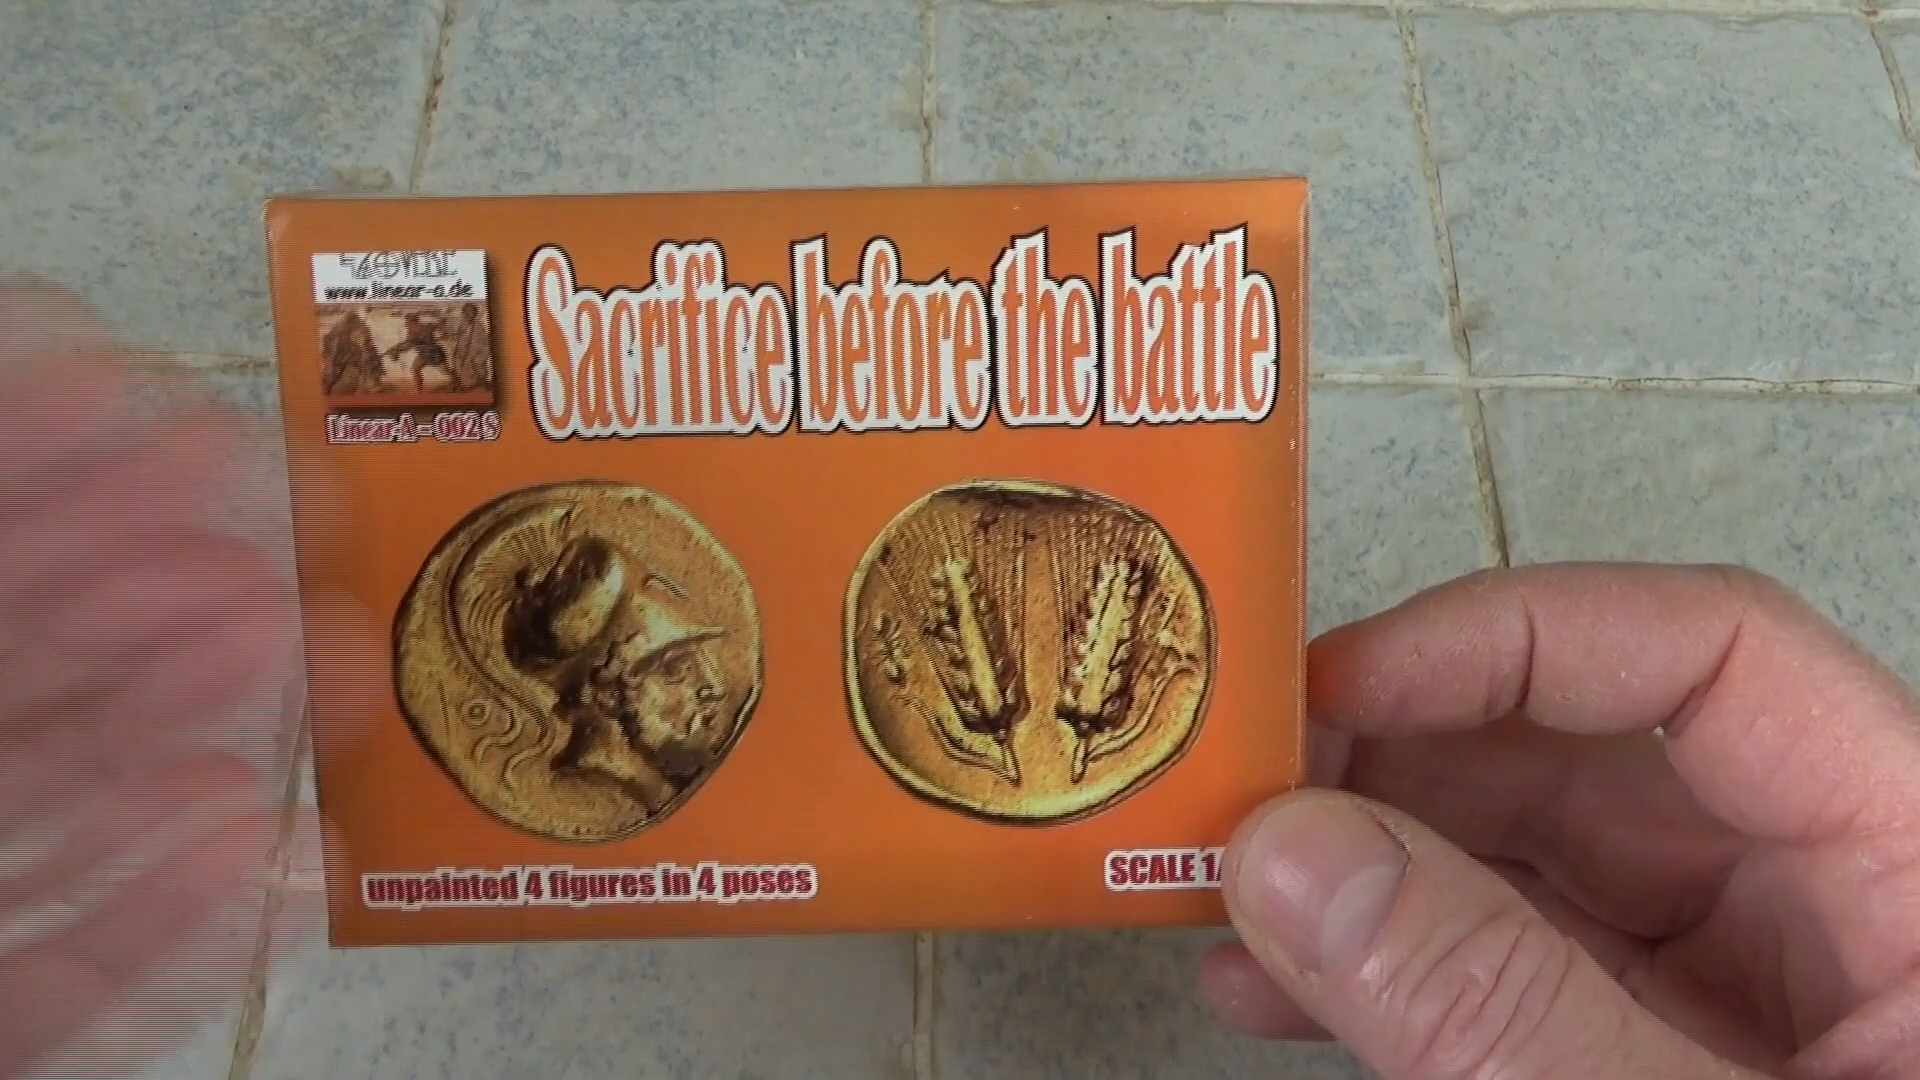 www.linear-a.de
Sacrifice before the battle
Linear-A - 002 S
unpainted 4 figures in 4 poses
SCALE 1/